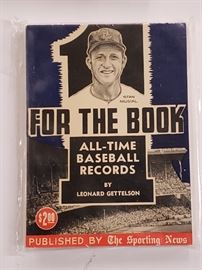 1
STAN
MUSIAL
FOR THE BOOK
ALL-TIME
BASEBALL
RECORDS
BY
LEONARD GETTELSON
$2.00
PUBLISHED BY The Sporting News